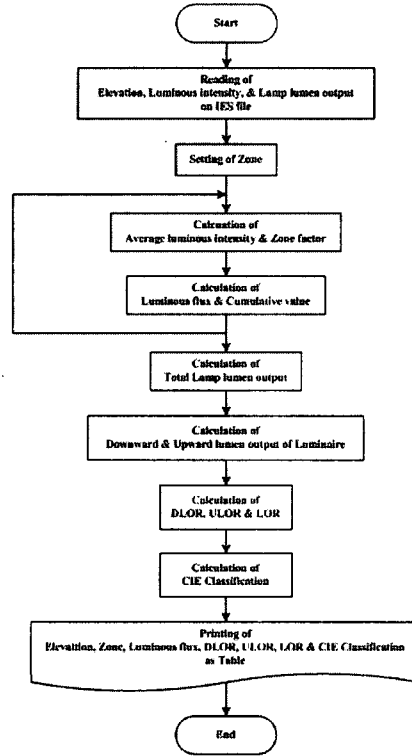 Start
Reading of
Elevation, Luminous intensity, & Lamp lumen output
on IES file
Setting of Zone
Calcuation of
Average luminous intensity & Zone factor
Calculation of
Luminous flux & Cumulative value
Calculation of
Total Lamp lumen output
Calculation of
Downward & Upward lumen output of Luminaire
Calculation of
DLOR, ULOR & LOR
Calculation of
CIE Classification
Printing of
Elevaition, Zone, Luminous flux, DLOR, ULOR, LOR & CIE Classification
as Table
End